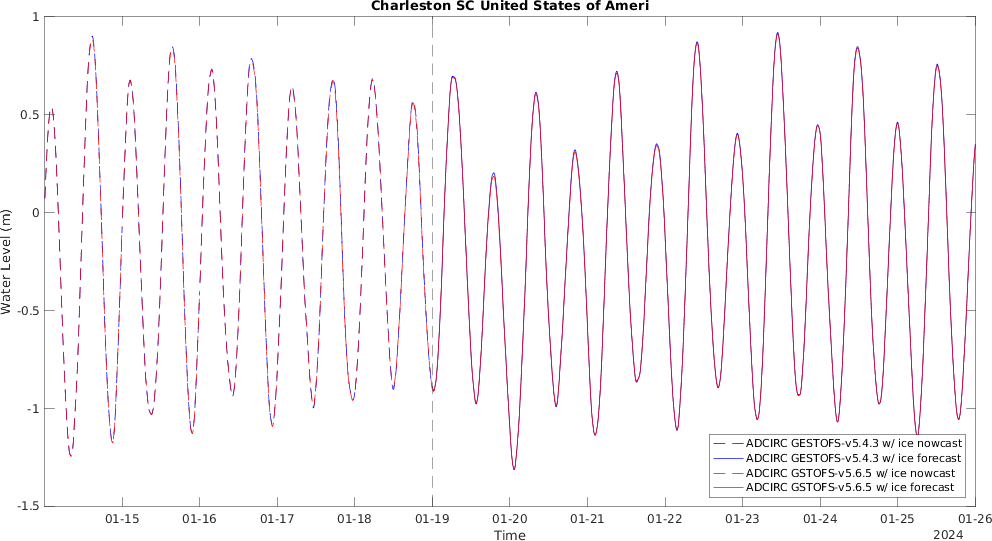 Charleston SC United States of Ameri
1
0.5
0
-0.5
-1
-1.5
Water Level (m)
ADCIRC GESTOFS-v5.4.3 w/ ice nowcast
ADCIRC GESTOFS-v5.4.3 w/ ice forecast
ADCIRC GSTOFS-v5.6.5 w/ ice nowcast
ADCIRC GSTOFS-v5.6.5 w/ ice forecast
01-15 01-16 01-17 01-18 01-19 01-20 01-21 01-22 01-23 01-24 01-25 01-26
Time
2024